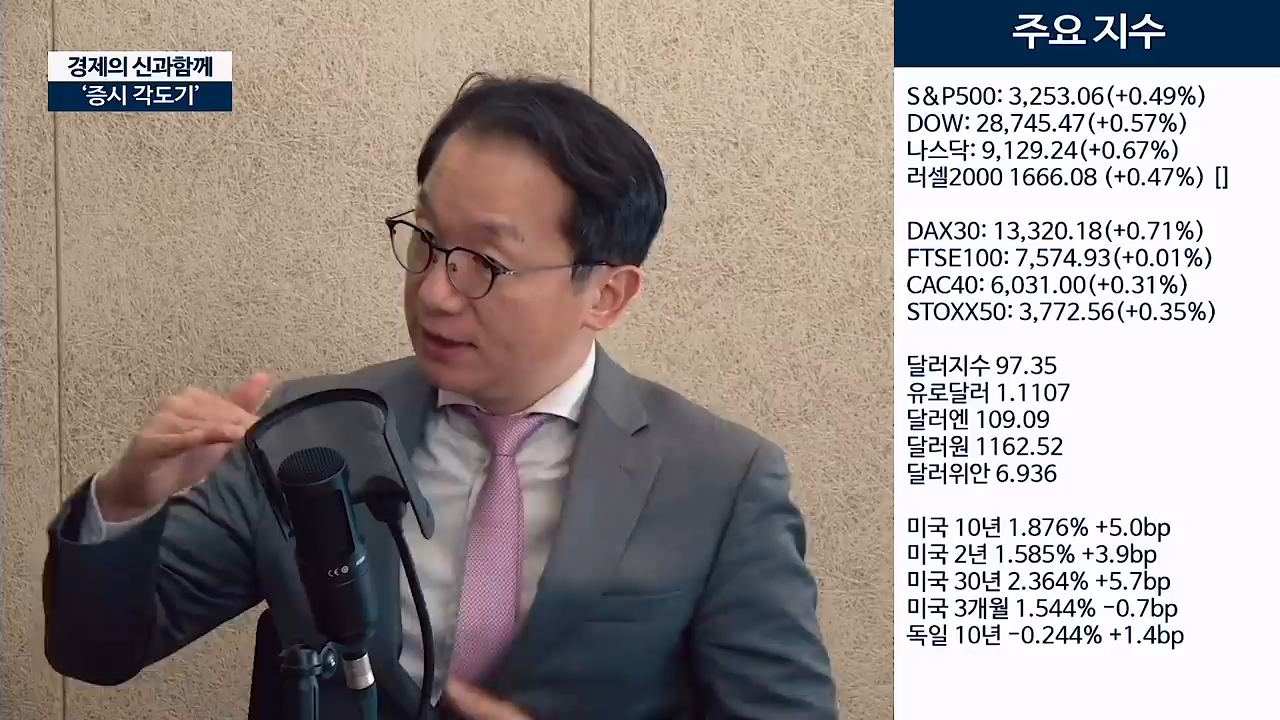 경제의 신과함께
‘증시 각도기’
주요 지수
S&P500: 3,253.06(+0.49%)
DOW: 28,745.47(+0.57%)
나스닥: 9,129.24(+0.67%)
러셀2000 1666.08 (+0.47%) []
DAX30: 13,320.18(+0.71%)
FTSE100: 7,574.93(+0.01%)
CAC40: 6,031.00(+0.31%)
STOXX50: 3,772.56(+0.35%)
달러지수 97.35
유로달러 1.1107
달러엔 109.09
달러원 1162.52
달러위안 6.936
미국 10년 1.876% +5.0bp
미국 2년 1.585% +3.9bp
미국 30년 2.364% +5.7bp
미국 3개월 1.544% -0.7bp
독일 10년 -0.244% +1.4bp
CE